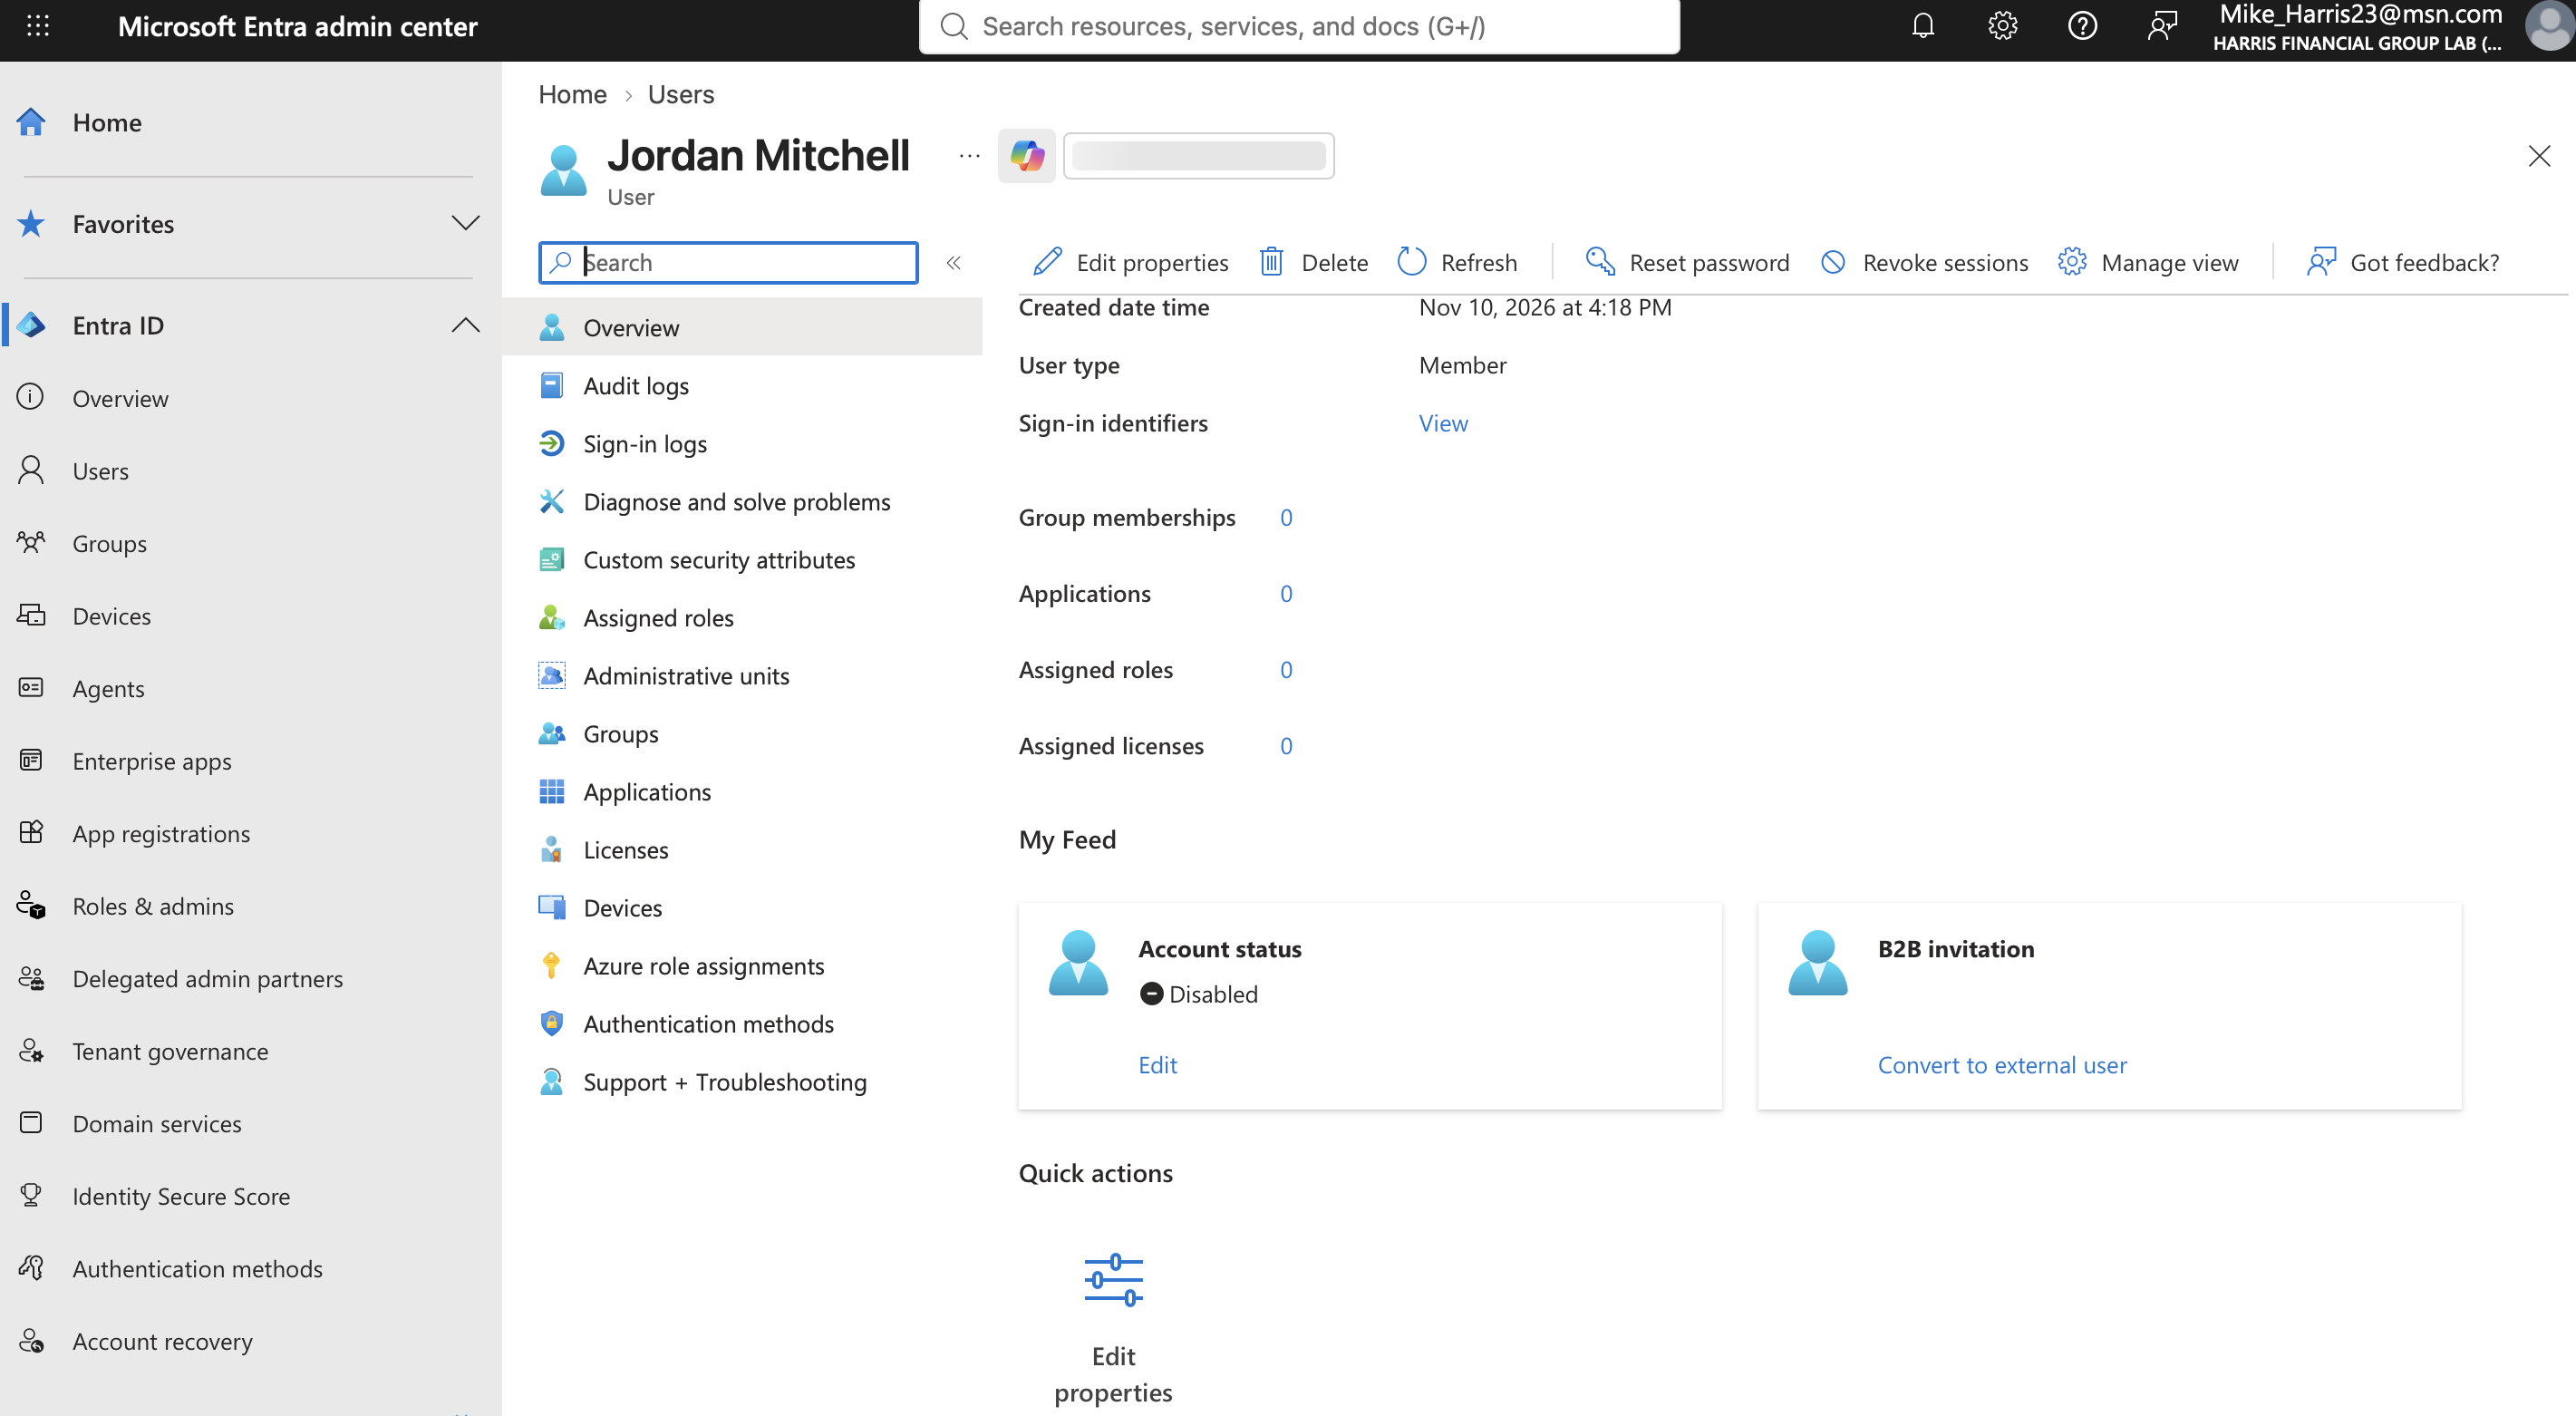 Microsoft Entra admin center
Search resources, services, and docs (G+/)
Mike_Harris23@msn.com
HARRIS FINANCIAL GROUP LAB (...
Home
Favorites
Entra ID
Overview
Users
Groups
Devices
Agents
Enterprise apps
App registrations
Roles & admins
Delegated admin partners
Tenant governance
Domain services
Identity Secure Score
Authentication methods
Account recovery
Home > Users
Jordan Mitchell ...
User
Search
Overview
Audit logs
Sign-in logs
Diagnose and solve problems
Custom security attributes
Assigned roles
Administrative units
Groups
Applications
Licenses
Devices
Azure role assignments
Authentication methods
Support + Troubleshooting
Edit properties Delete Refresh Reset password Revoke sessions Manage view Got feedback?
Created date time Nov 10, 2026 at 4:18 PM
User type Member
Sign-in identifiers View
Group memberships 0
Applications 0
Assigned roles 0
Assigned licenses 0
My Feed
Account status
Disabled
Edit
B2B invitation
Convert to external user
Quick actions
Edit
properties